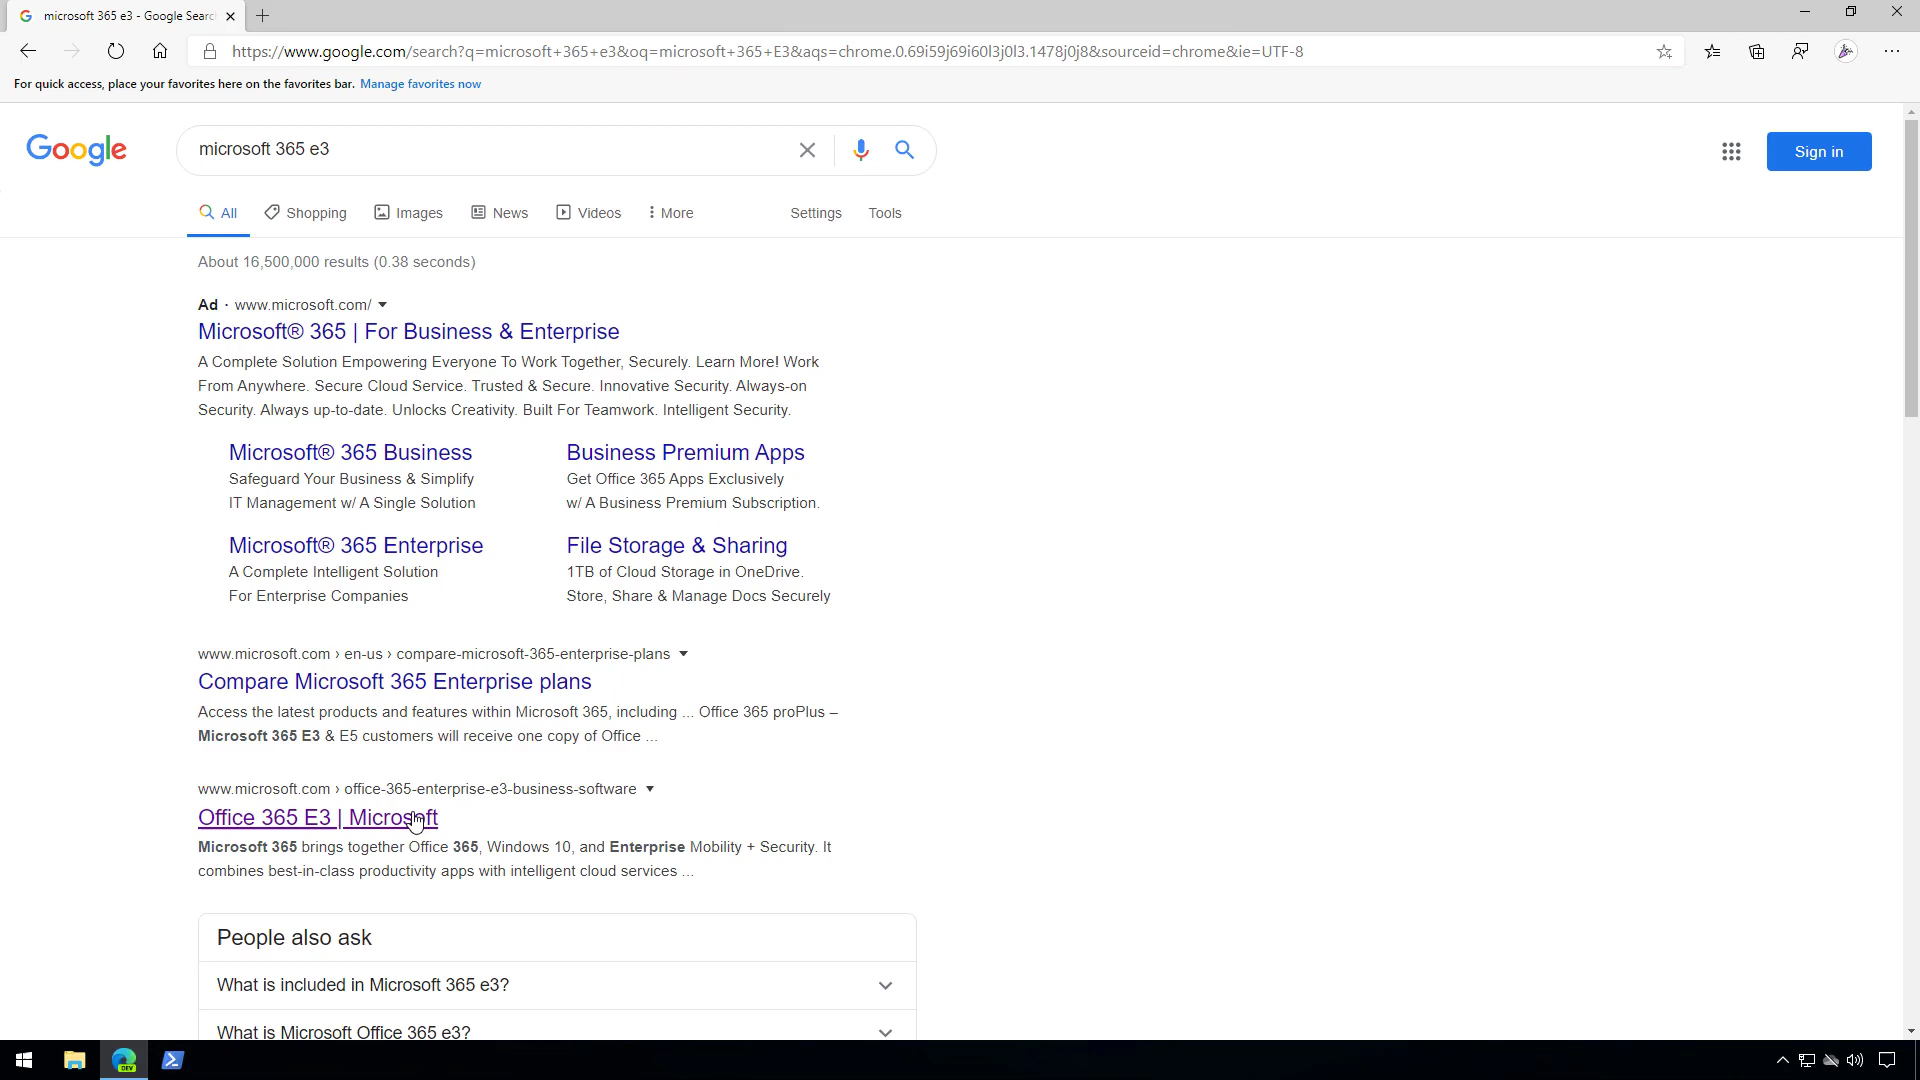 microsoft 365 e3 - Google Searc
https://www.google.com/search?q=microsoft+365+e3&oq=microsoft+365+E3&aqs=chrome.0.69i59j69i60l3j0l3.1478j0j8&sourceid=chrome&ie=UTF-8
For quick access, place your favorites here on the favorites bar. Manage favorites now
Google
microsoft 365 e3
Sign in
All Shopping Images News Videos More Settings Tools
About 16,500,000 results (0.38 seconds)
Ad · www.microsoft.com/
Microsoft® 365 | For Business & Enterprise
A Complete Solution Empowering Everyone To Work Together, Securely. Learn More! Work
From Anywhere. Secure Cloud Service. Trusted & Secure. Innovative Security. Always-on
Security. Always up-to-date. Unlocks Creativity. Built For Teamwork. Intelligent Security.
Microsoft® 365 Business
Safeguard Your Business & Simplify
IT Management w/ A Single Solution
Business Premium Apps
Get Office 365 Apps Exclusively
w/ A Business Premium Subscription.
Microsoft® 365 Enterprise
A Complete Intelligent Solution
For Enterprise Companies
File Storage & Sharing
1TB of Cloud Storage in OneDrive.
Store, Share & Manage Docs Securely
www.microsoft.com › en-us › compare-microsoft-365-enterprise-plans
Compare Microsoft 365 Enterprise plans
Access the latest products and features within Microsoft 365, including ... Office 365 proPlus –
Microsoft 365 E3 & E5 customers will receive one copy of Office ...
www.microsoft.com › office-365-enterprise-e3-business-software
Office 365 E3 | Microsoft
Microsoft 365 brings together Office 365, Windows 10, and Enterprise Mobility + Security. It
combines best-in-class productivity apps with intelligent cloud services ...
People also ask
What is included in Microsoft 365 e3?
What is Microsoft Office 365 e3?
DEV